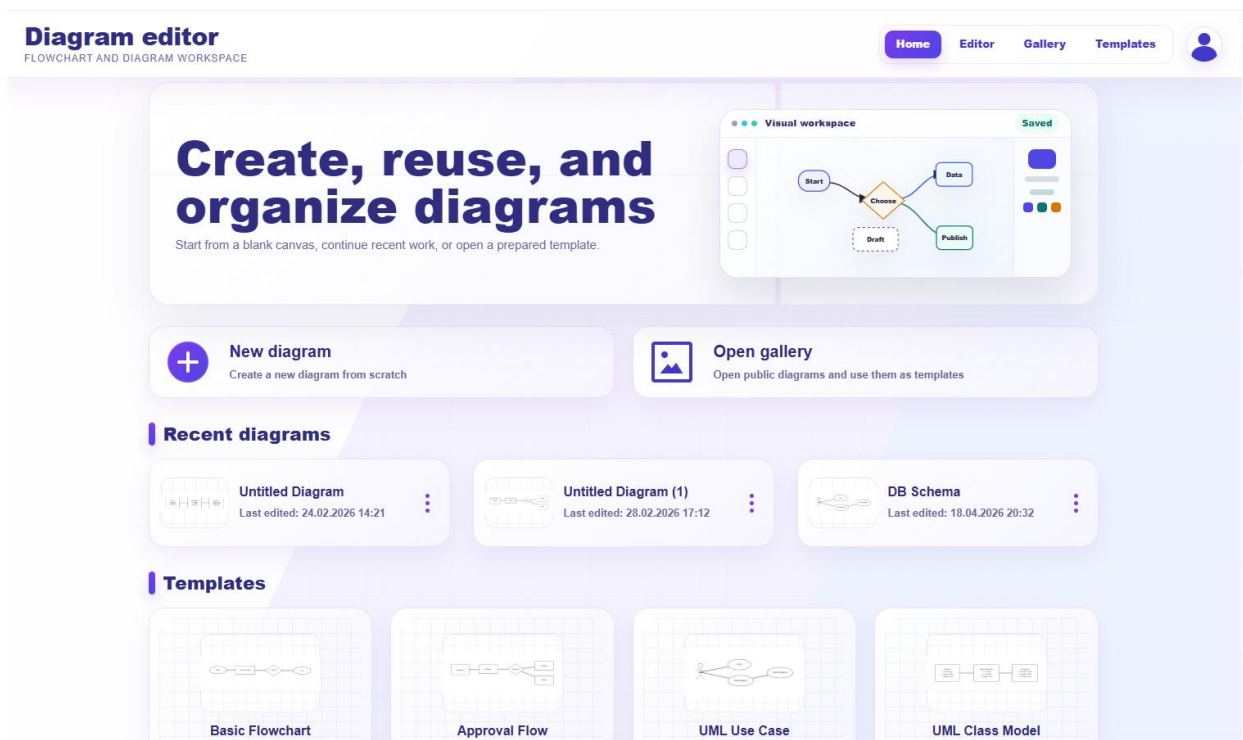 Diagram editor
FLOWCHART AND DIAGRAM WORKSPACE
Home Editor Gallery Templates
Create, reuse, and
organize diagrams
Start from a blank canvas, continue recent work, or open a prepared template.
Visual workspace Saved
Start
Choose
Data
Draft
Publish
New diagram
Create a new diagram from scratch
Open gallery
Open public diagrams and use them as templates
Recent diagrams
Untitled Diagram
Last edited: 24.02.2026 14:21
Untitled Diagram (1)
Last edited: 28.02.2026 17:12
DB Schema
Last edited: 18.04.2026 20:32
Templates
Basic Flowchart
Approval Flow
UML Use Case
UML Class Model